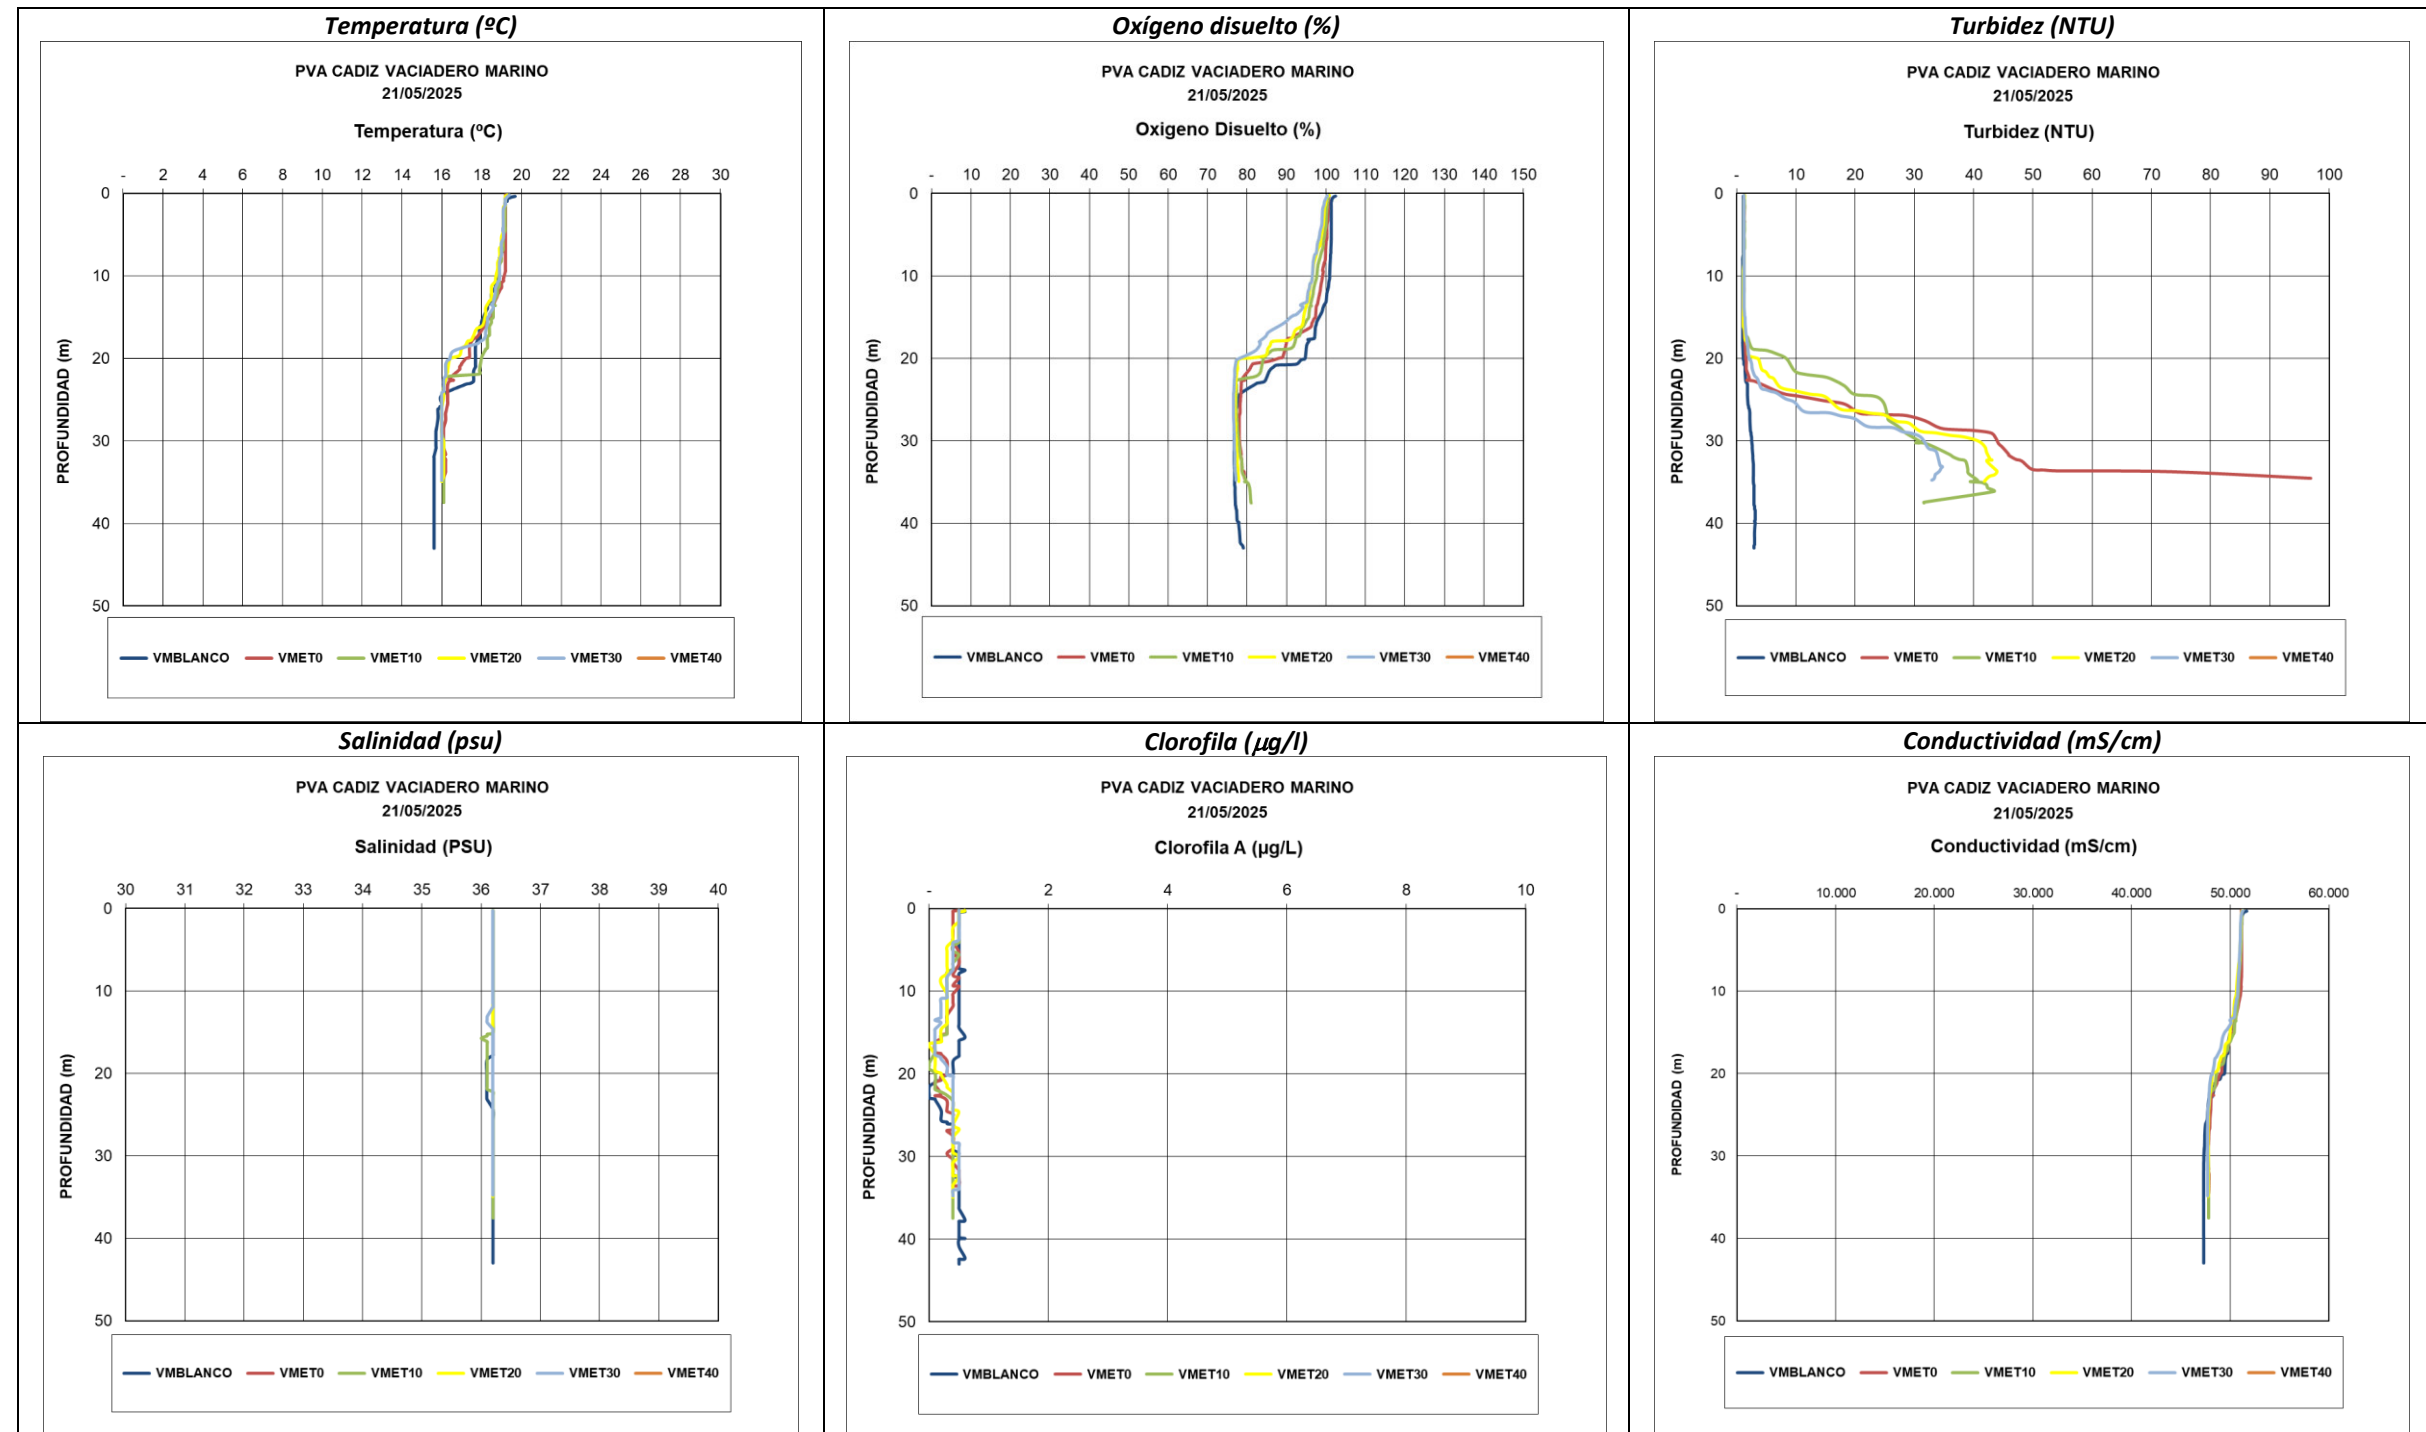 Temperatura (ºC)
PVA CADIZ VACIADERO MARINO
21/05/2025
Temperatura (ºC)
- 2 4 6 8 10 12 14 16 18 20 22 24 26 28 30
0
10
20
30
40
50
PROFUNDIDAD (m)
VMBLANCO VMET0 VMET10 VMET20 VMET30 VMET40
Oxígeno disuelto (%)
PVA CADIZ VACIADERO MARINO
21/05/2025
Oxigeno Disuelto (%)
- 10 20 30 40 50 60 70 80 90 100 110 120 130 140 150
0
10
20
30
40
50
PROFUNDIDAD (m)
VMBLANCO VMET0 VMET10 VMET20 VMET30 VMET40
Turbidez (NTU)
PVA CADIZ VACIADERO MARINO
21/05/2025
Turbidez (NTU)
- 10 20 30 40 50 60 70 80 90 100
0
10
20
30
40
50
PROFUNDIDAD (m)
VMBLANCO VMET0 VMET10 VMET20 VMET30 VMET40
Salinidad (psu)
PVA CADIZ VACIADERO MARINO
21/05/2025
Salinidad (PSU)
30 31 32 33 34 35 36 37 38 39 40
0
10
20
30
40
50
PROFUNDIDAD (m)
VMBLANCO VMET0 VMET10 VMET20 VMET30 VMET40
Clorofila (µg/l)
PVA CADIZ VACIADERO MARINO
21/05/2025
Clorofila A (µg/L)
- 2 4 6 8 10
0
10
20
30
40
50
PROFUNDIDAD (m)
VMBLANCO VMET0 VMET10 VMET20 VMET30 VMET40
Conductividad (mS/cm)
PVA CADIZ VACIADERO MARINO
21/05/2025
Conductividad (mS/cm)
- 10.000 20.000 30.000 40.000 50.000 60.000
0
10
20
30
40
50
PROFUNDIDAD (m)
VMBLANCO VMET0 VMET10 VMET20 VMET30 VMET40